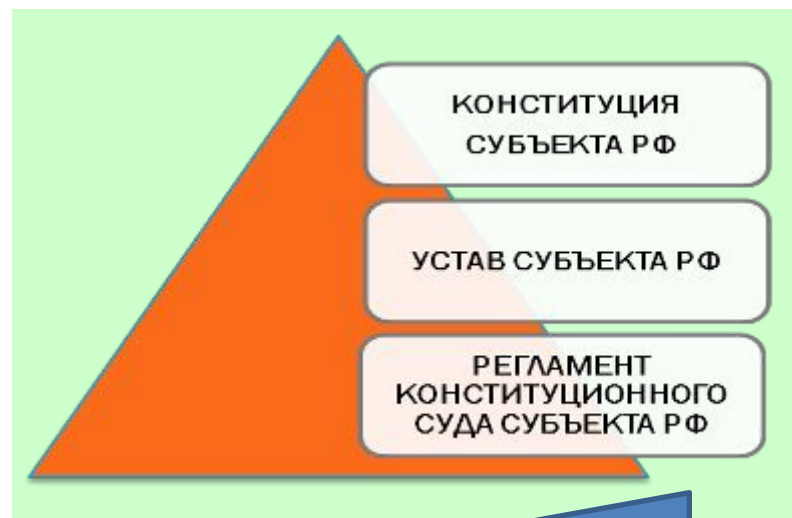 КОНСТИТУЦИЯ
СУБЪЕКТА РФ
УСТАВ СУБЪЕКТА РФ
РЕГЛАМЕНТ
КОНСТИТУЦИОННОГО
СУДА СУБЪЕКТА РФ